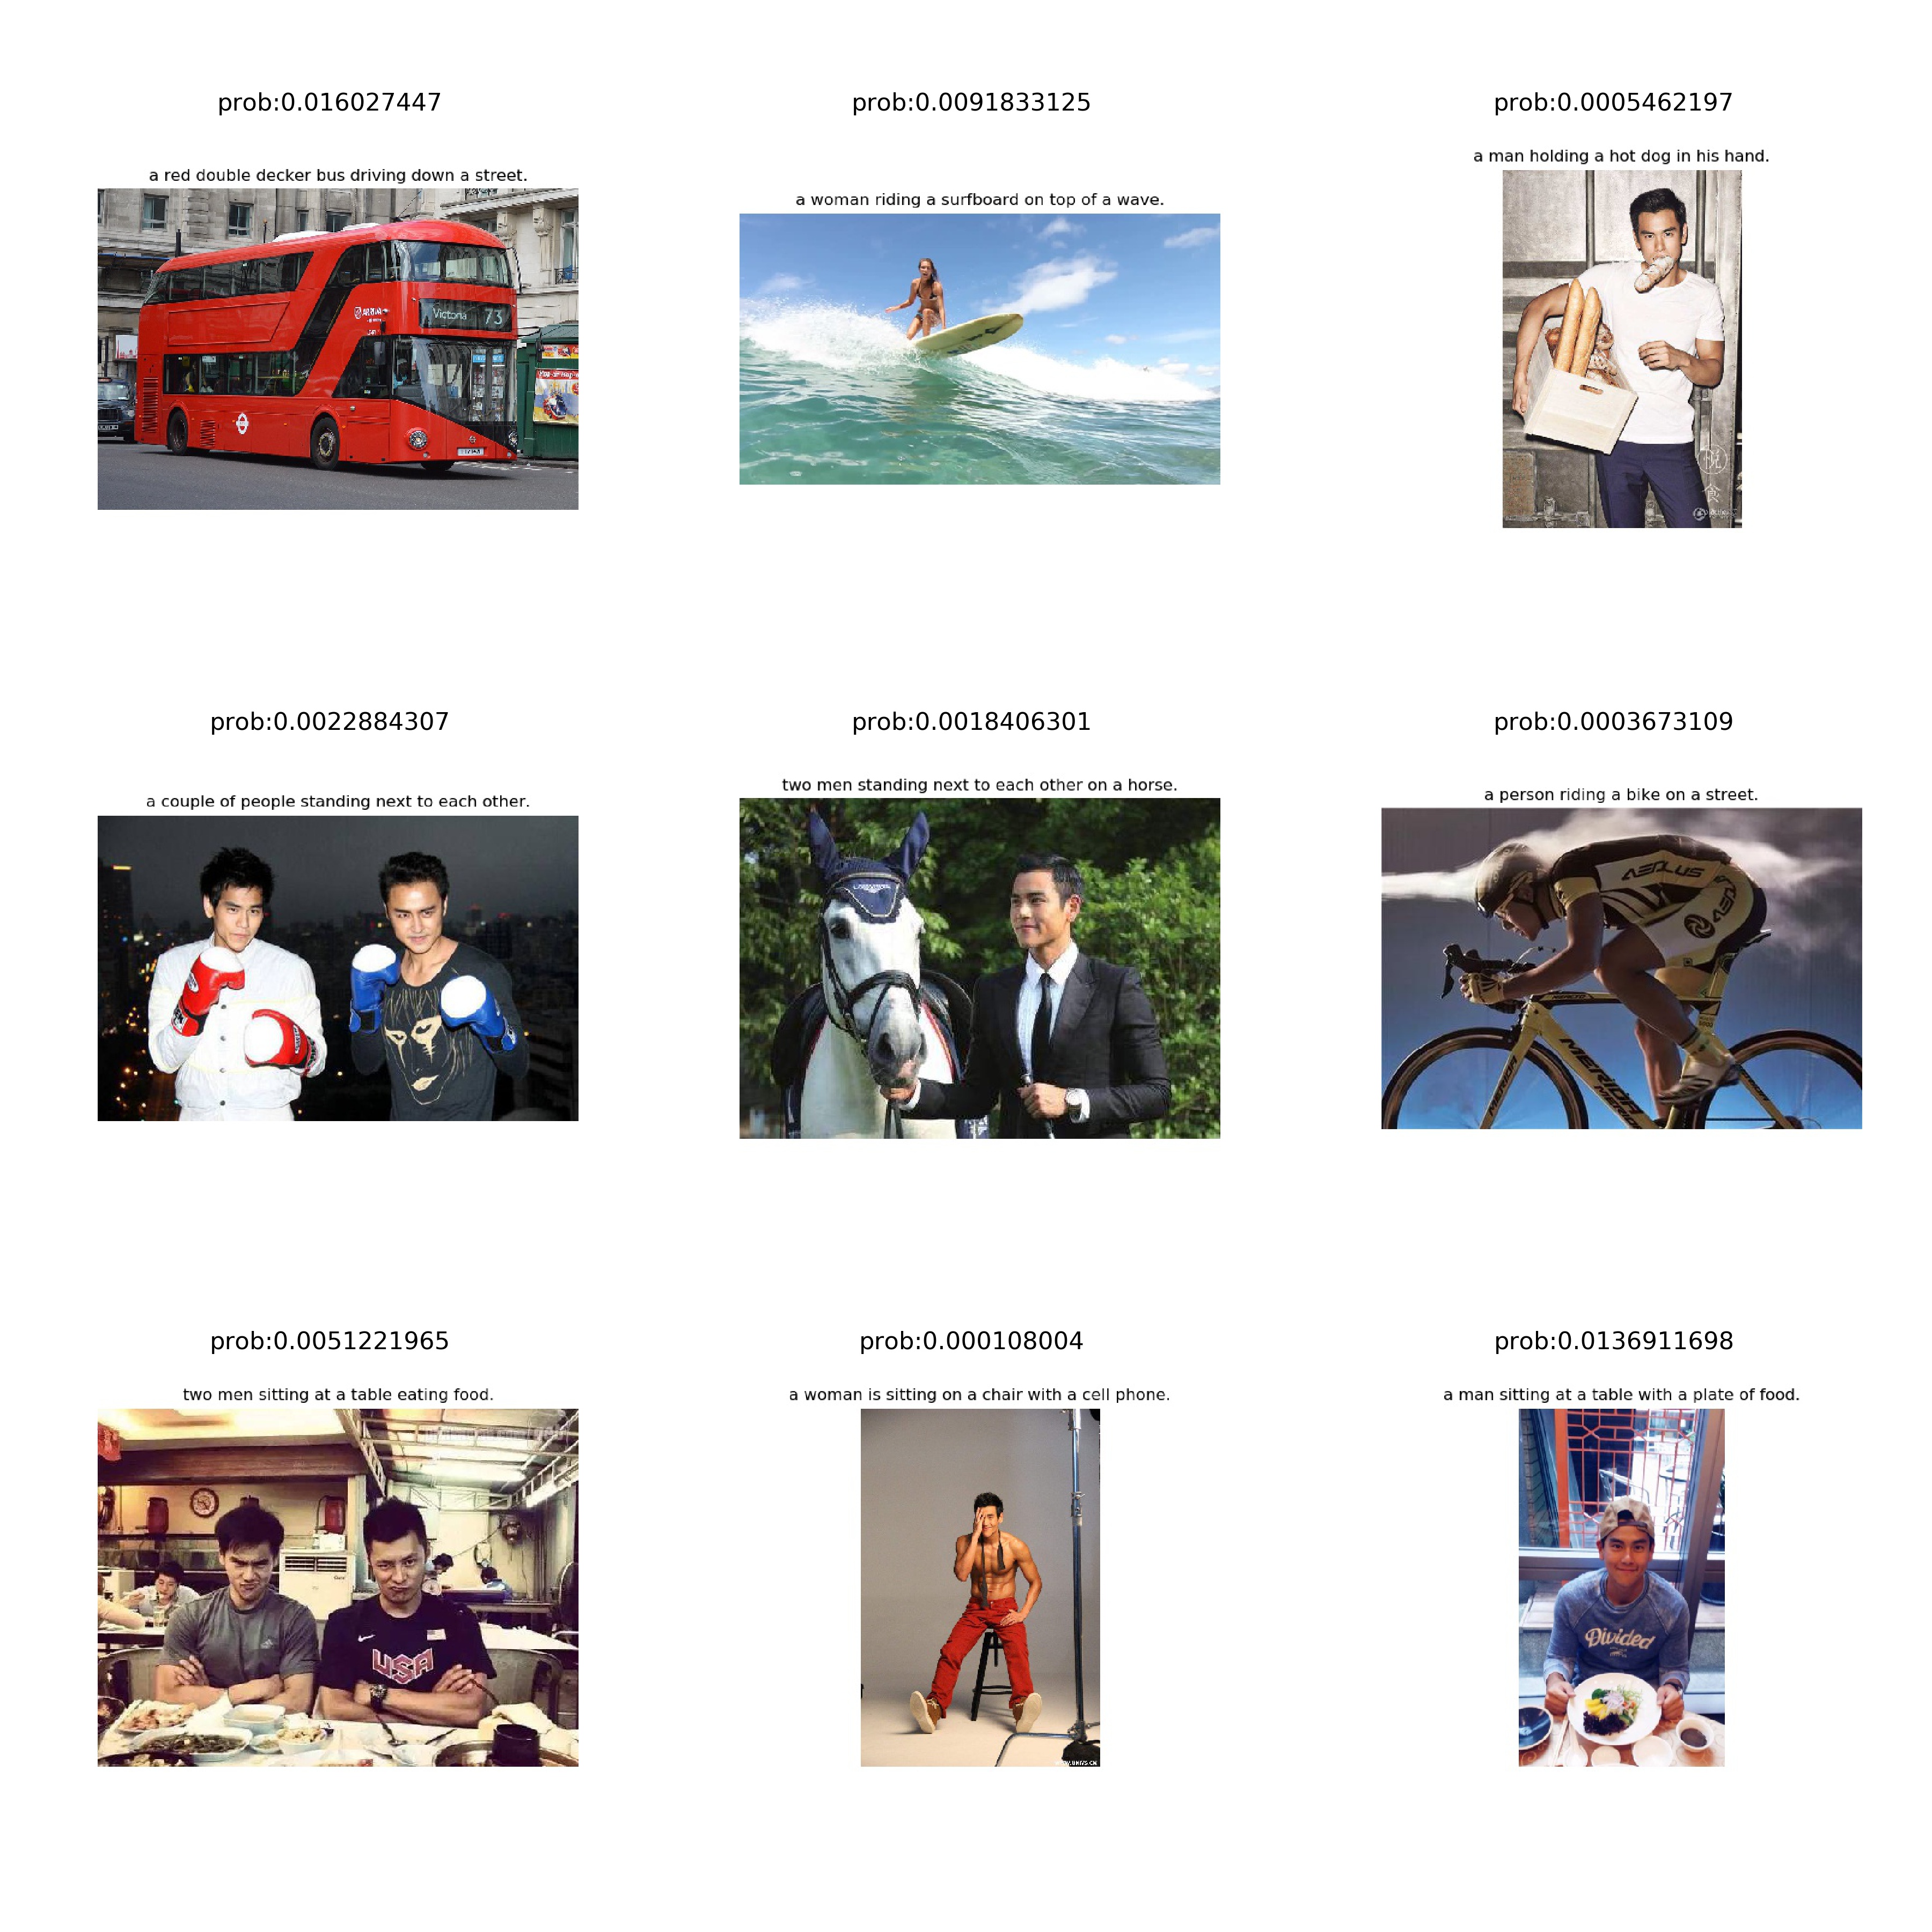 prob:0.016027447
prob:0.0091833125
prob:0.0005462197
a red double decker bus driving down a street.
a woman riding a surfboard on top of a wave.
a man holding a hot dog in his hand.
ARRIVA
Victoria 73
悦
食
prob:0.0022884307
prob:0.0018406301
prob:0.0003673109
a couple of people standing next to each other.
two men standing next to each other on a horse.
a person riding a bike on a street.
AEOLUS
MERIDA
MERIDA
prob:0.0051221965
prob:0.000108004
prob:0.0136911698
two men sitting at a table eating food.
a woman is sitting on a chair with a cell phone.
a man sitting at a table with a plate of food.
USA
Divided